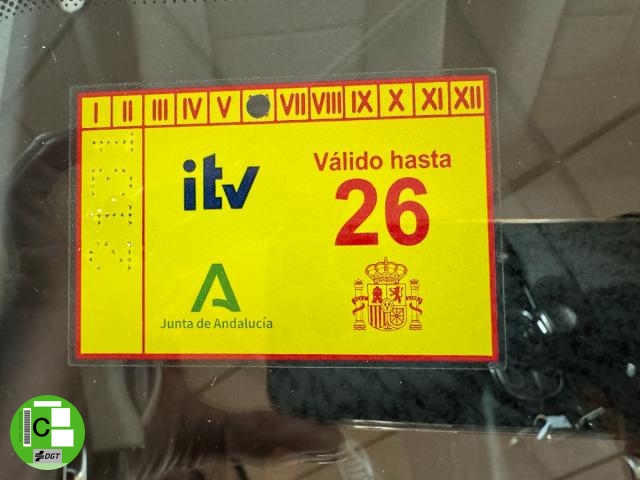 I II III IV V VII VIII IX X XI XII
itv
Válido hasta
26
Junta de Andalucía
C
DGT